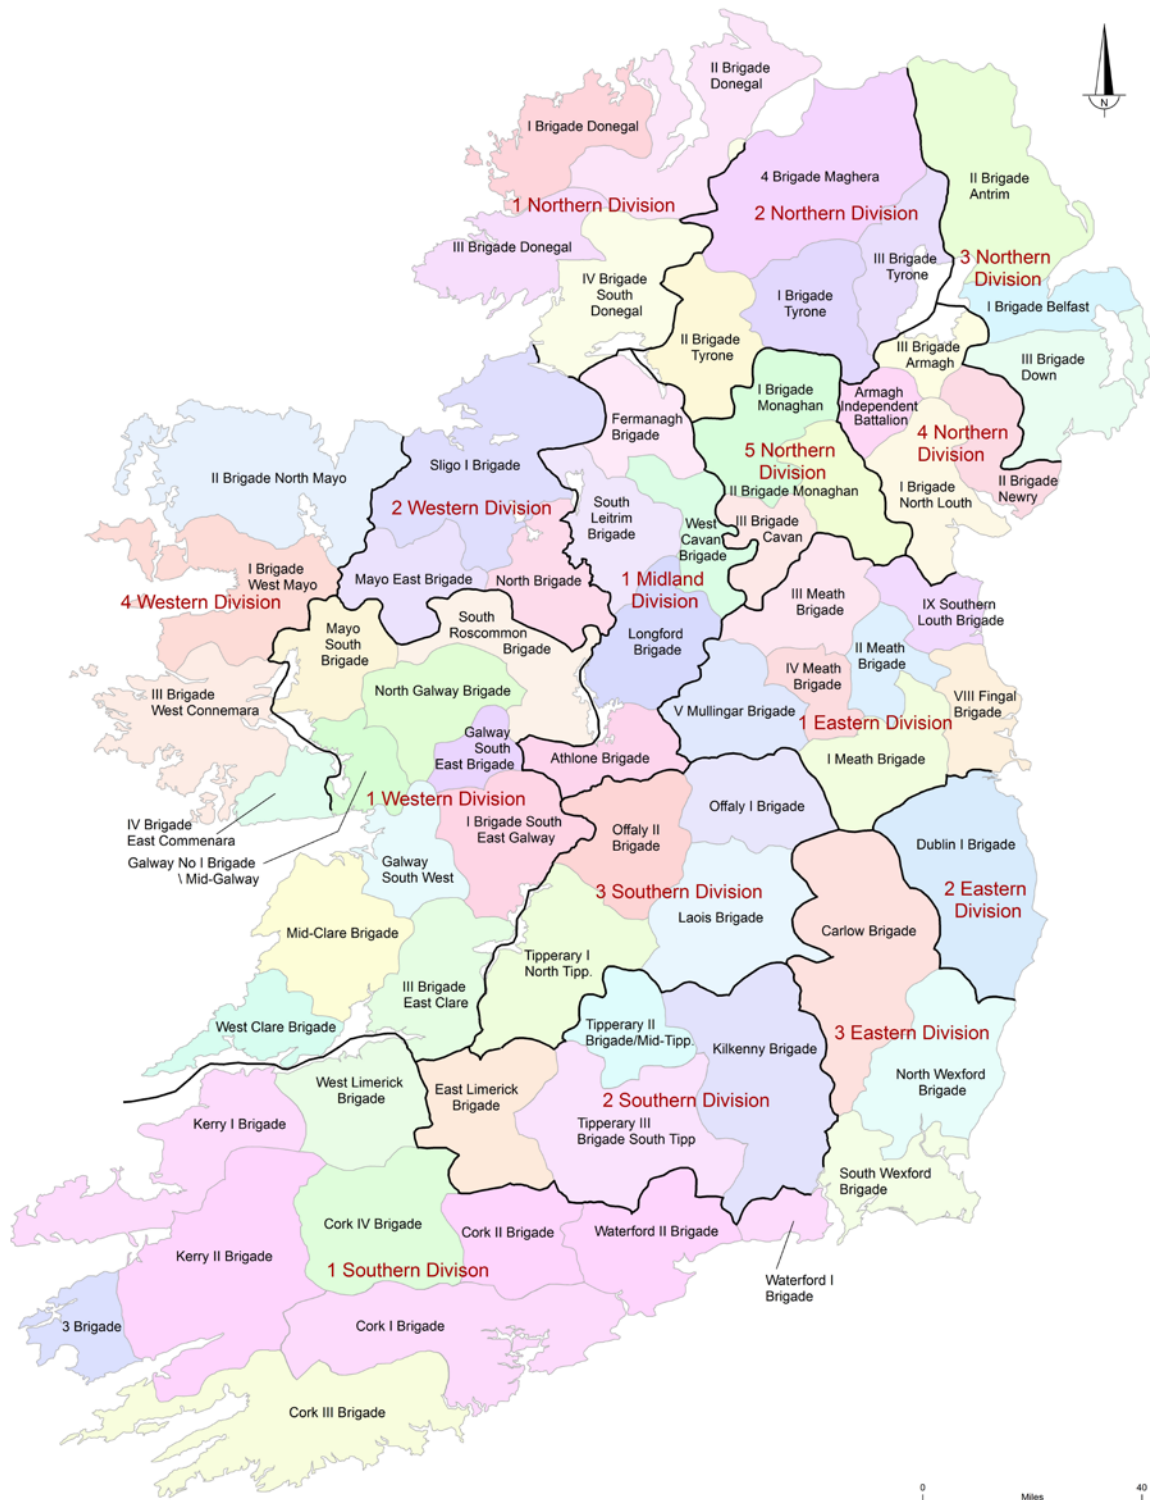 II Brigade
Donegal
I Brigade Donegal
4 Brigade Maghera
II Brigade
Antrim
1 Northern Division
2 Northern Division
III Brigade Donegal
III Brigade
Tyrone
3 Northern
Division
IV Brigade
South
Donegal
I Brigade
Tyrone
I Brigade Belfast
II Brigade
Tyrone
III Brigade
Armagh
III Brigade
Down
I Brigade
Monaghan
Armagh
Independent
Battalion
Fermanagh
Brigade
4 Northern
Division
5 Northern
Division
Sligo I Brigade
II Brigade North Mayo
II Brigade Monaghan
I Brigade
North Louth
II Brigade
Newry
2 Western Division
South
Leitrim
Brigade
West
Cavan
Brigade
III Brigade
Cavan
I Brigade
West Mayo
Mayo East Brigade
North Brigade
1 Midland
Division
4 Western Division
III Meath
Brigade
IX Southern
Louth Brigade
Mayo
South
Brigade
South
Roscommon
Brigade
Longford
Brigade
II Meath
Brigade
IV Meath
Brigade
III Brigade
West Connemara
North Galway Brigade
VIII Fingal
Brigade
V Mullingar Brigade
1 Eastern Division
Galway
South
East Brigade
Athlone Brigade
I Meath Brigade
1 Western Division
Offaly I Brigade
IV Brigade
East Commenara
I Brigade South
East Galway
Offaly II
Brigade
Dublin I Brigade
Galway No I Brigade
\ Mid-Galway
Galway
South West
3 Southern Division
2 Eastern
Division
Laois Brigade
Mid-Clare Brigade
Carlow Brigade
Tipperary I
North Tipp.
III Brigade
East Clare
West Clare Brigade
Tipperary II
Brigade/Mid-Tipp.
3 Eastern Division
Kilkenny Brigade
West Limerick
Brigade
East Limerick
Brigade
North Wexford
Brigade
2 Southern Division
Kerry I Brigade
Tipperary III
Brigade South Tipp
South Wexford
Brigade
Cork IV Brigade
Cork II Brigade
Waterford II Brigade
Kerry II Brigade
1 Southern Divison
Waterford I
Brigade
3 Brigade
Cork I Brigade
Cork III Brigade
N
0
40
Miles